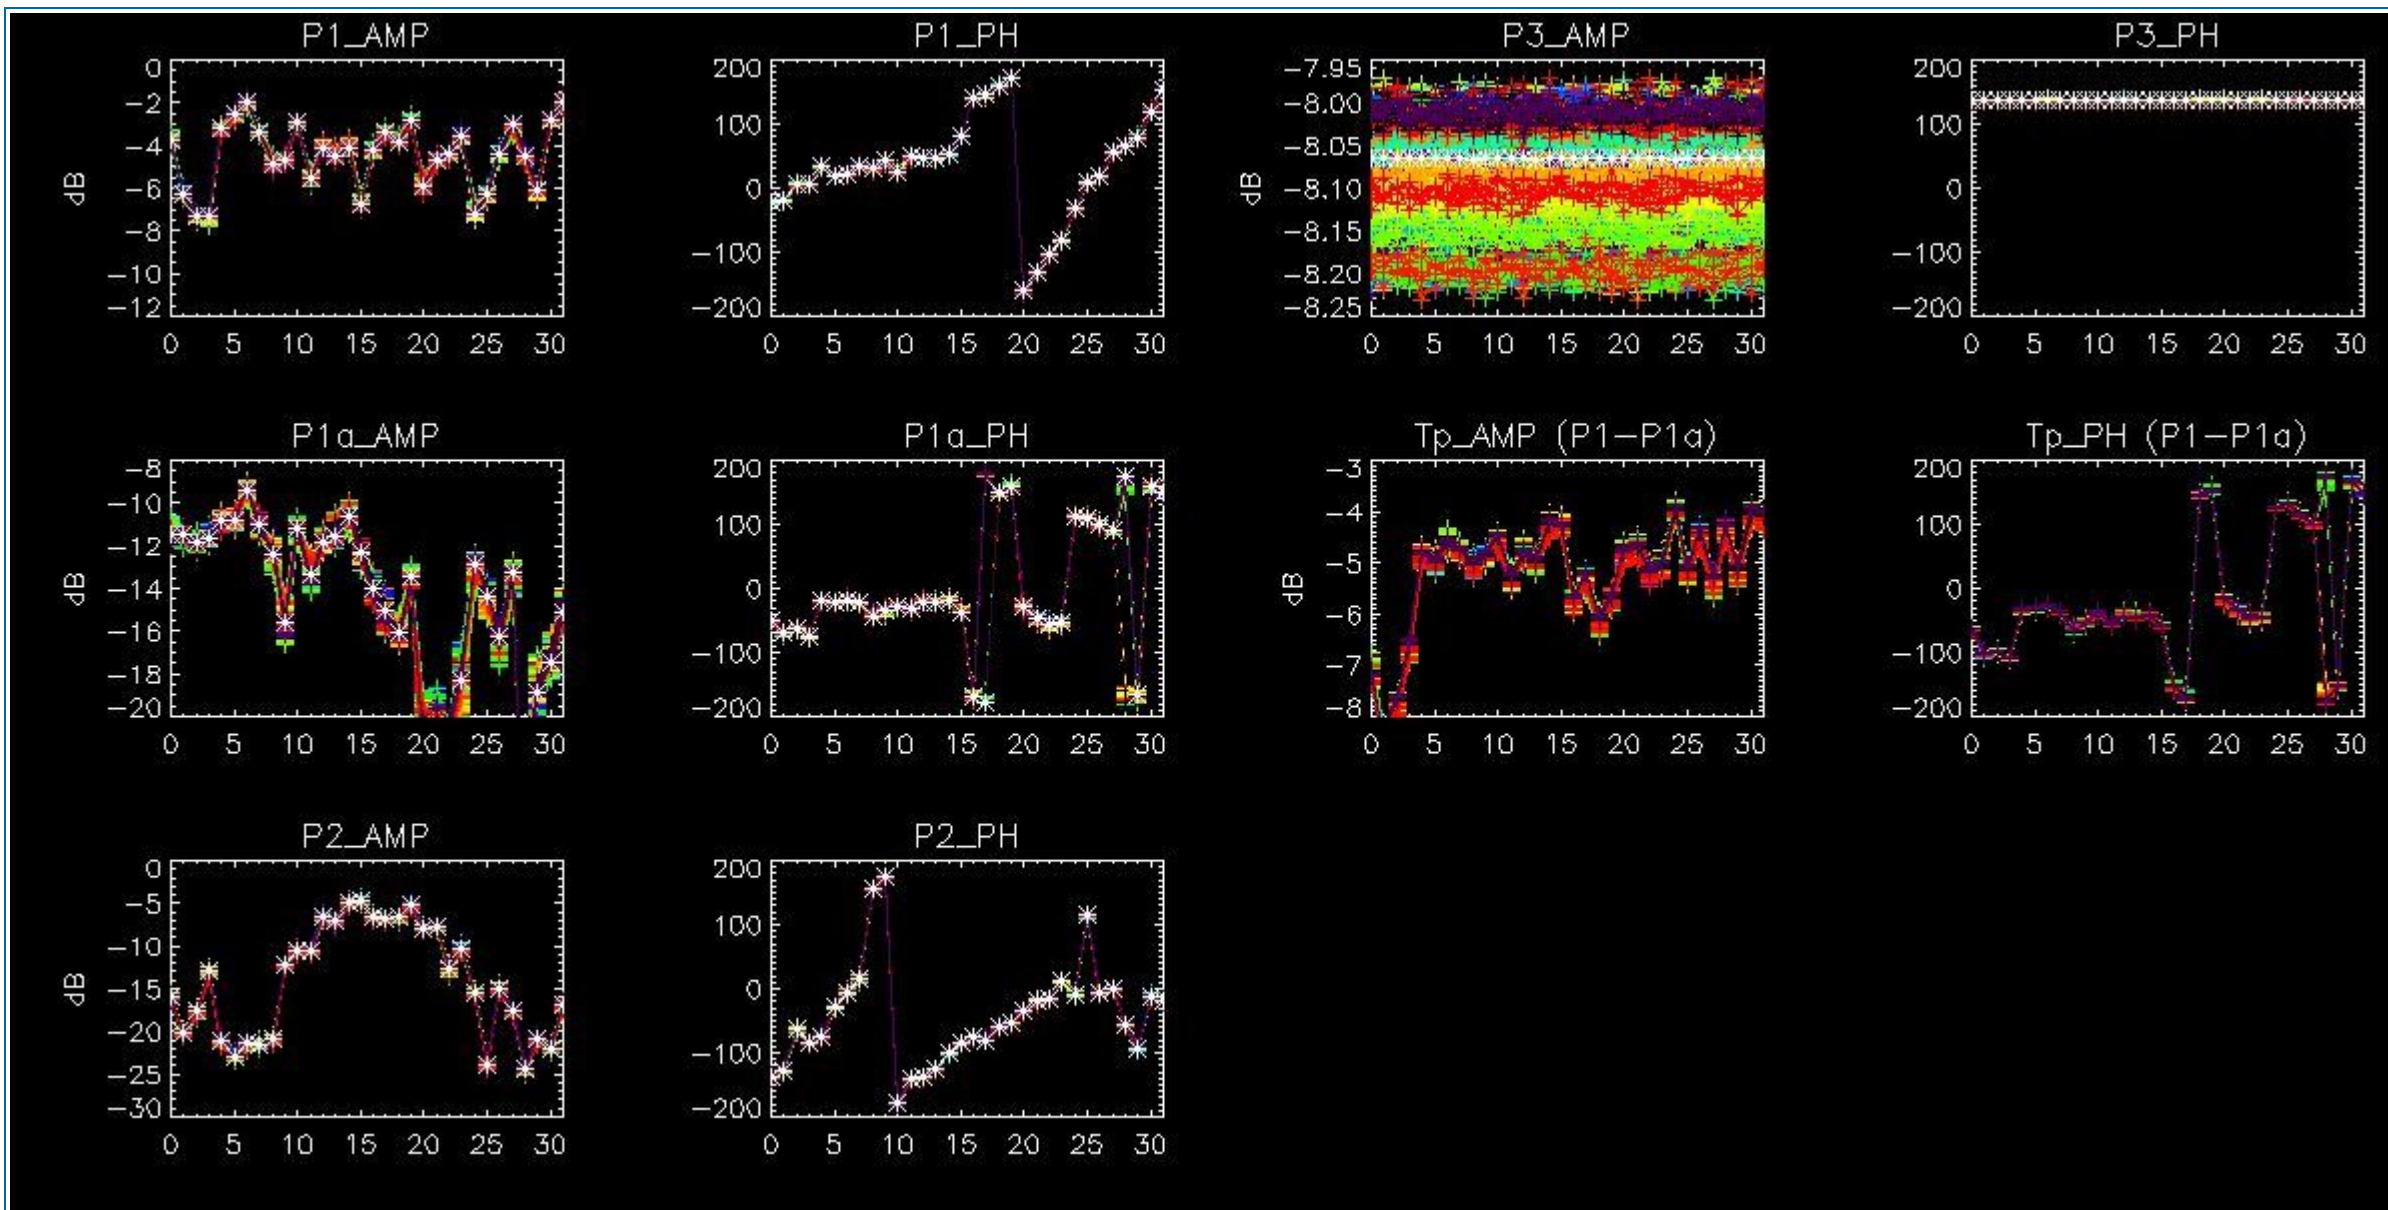 P1_AMP P1_PH P3_AMP P3_PH
0 200 -7.95 200
-2 -8.00
100 100
-4 -8.05
dB -6 0 dB -8.10 0
-8 -8.15
-100 -100
-10 -8.20
-12 -200 -8.25 -200
0 5 10 15 20 25 30 0 5 10 15 20 25 30 0 5 10 15 20 25 30 0 5 10 15 20 25 30
P1a_AMP P1a_PH Tp_AMP (P1-P1a) Tp_PH (P1-P1a)
-8 200 -3 200
-10 100 -4 100
-12
dB -14 0 dB -5 0
-16 -6
-100 -100
-18 -7
-20 -200 -8 -200
0 5 10 15 20 25 30 0 5 10 15 20 25 30 0 5 10 15 20 25 30 0 5 10 15 20 25 30
P2_AMP P2_PH
0 200
-5 100
-10
dB -15 0
-20
-100
-25
-30 -200
0 5 10 15 20 25 30 0 5 10 15 20 25 30